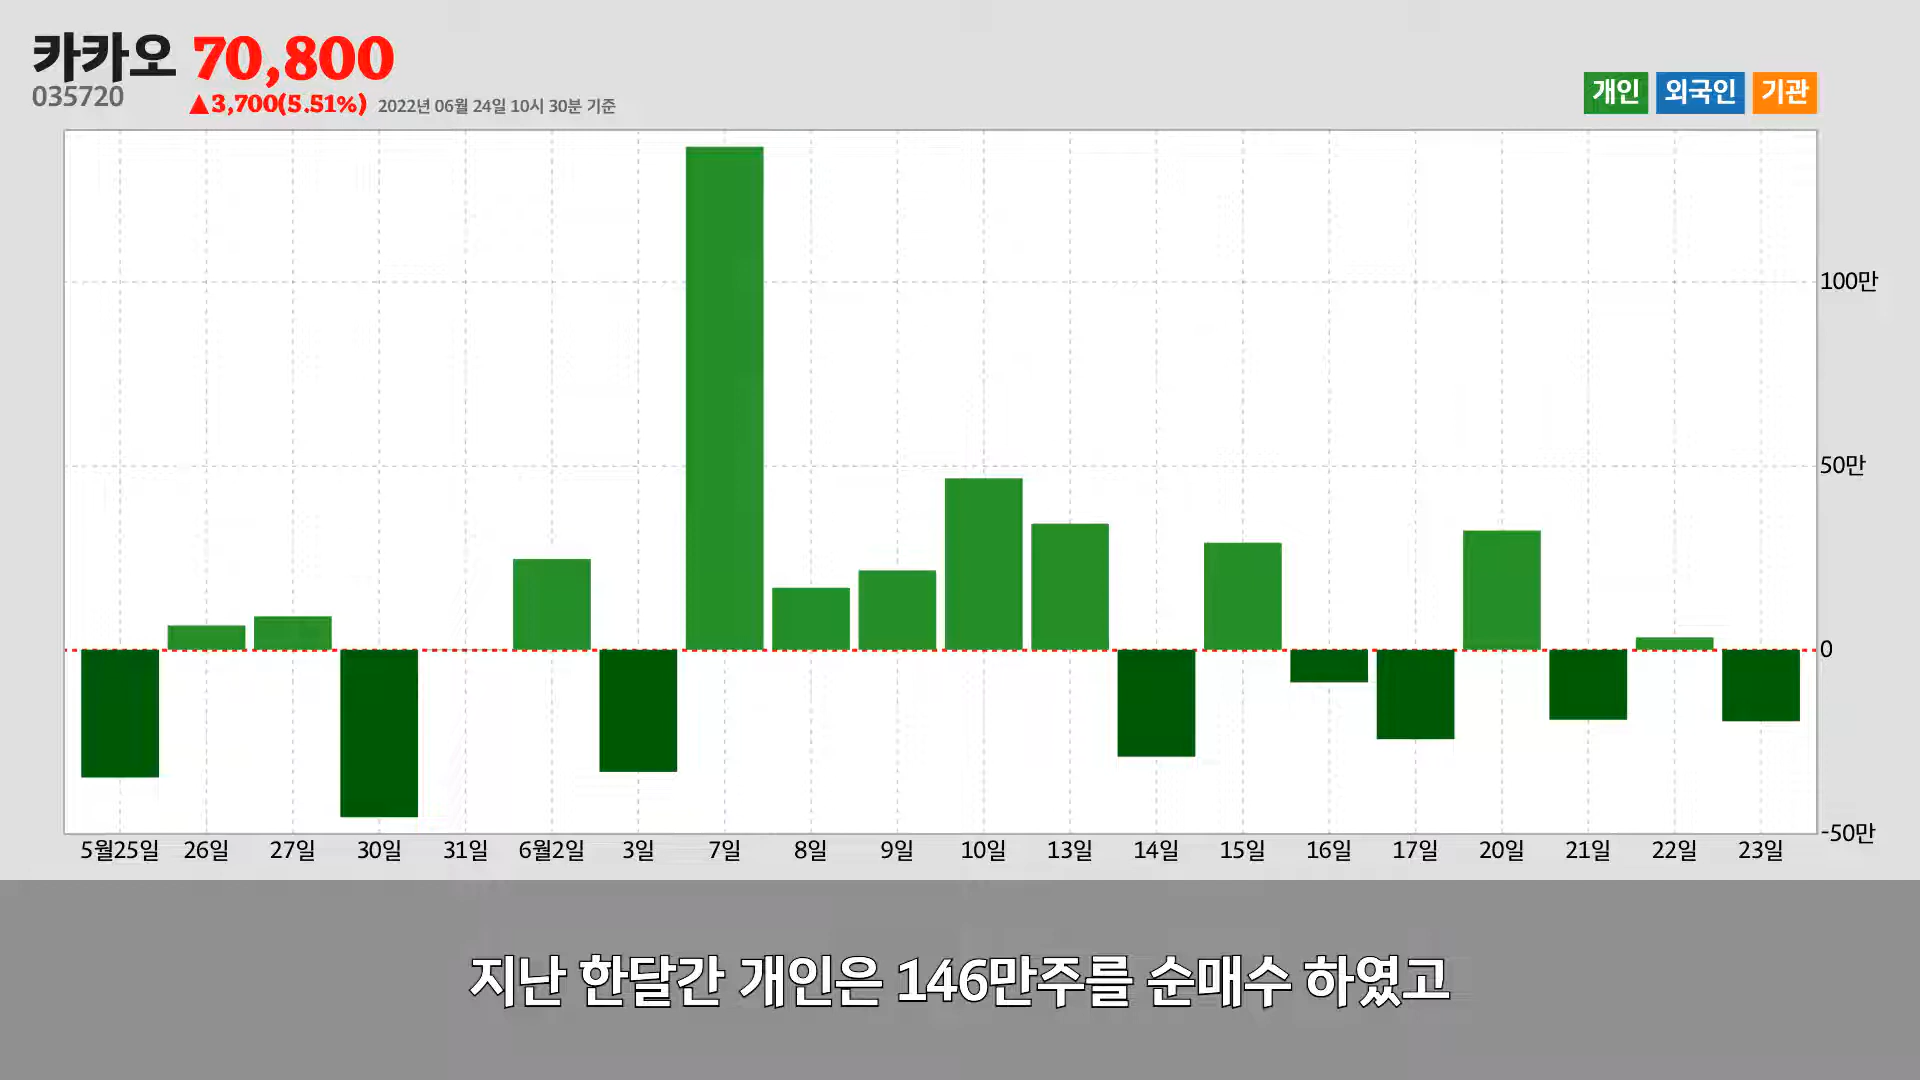 카카오 70,800
035720
▲3,700(5.51%) 2022년 06월 24일 10시 30분 기준
개인 외국인 기관
100만
50만
0
-50만
5월25일 26일 27일 30일 31일 6월2일 3일 7일 8일 9일 10일 13일 14일 15일 16일 17일 20일 21일 22일 23일
지난 한달간 개인은 146만주를 순매수 하였고